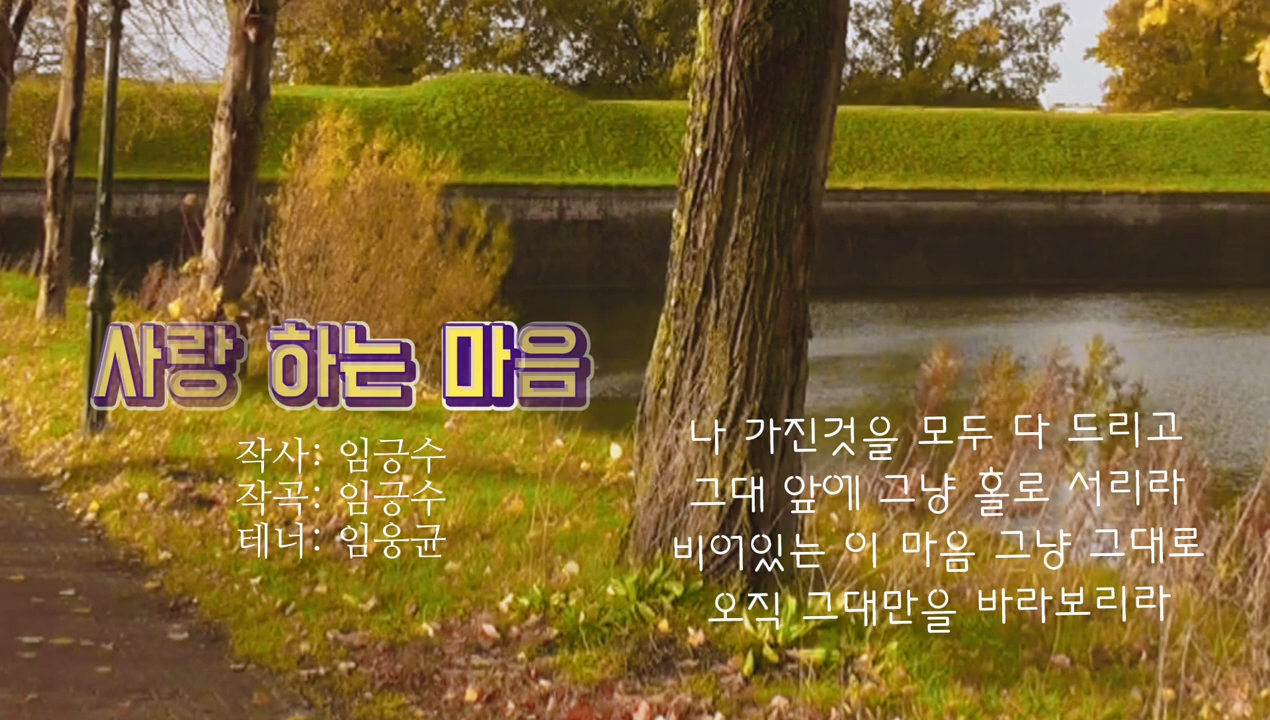 사랑 하는 마음
작사: 임긍수
작곡: 임긍수
테너: 임웅균
나 가진것을 모두 다 드리고
그대 앞에 그냥 홀로 서리라
비어있는 이 마음 그냥 그대로
오직 그대만을 바라보리라